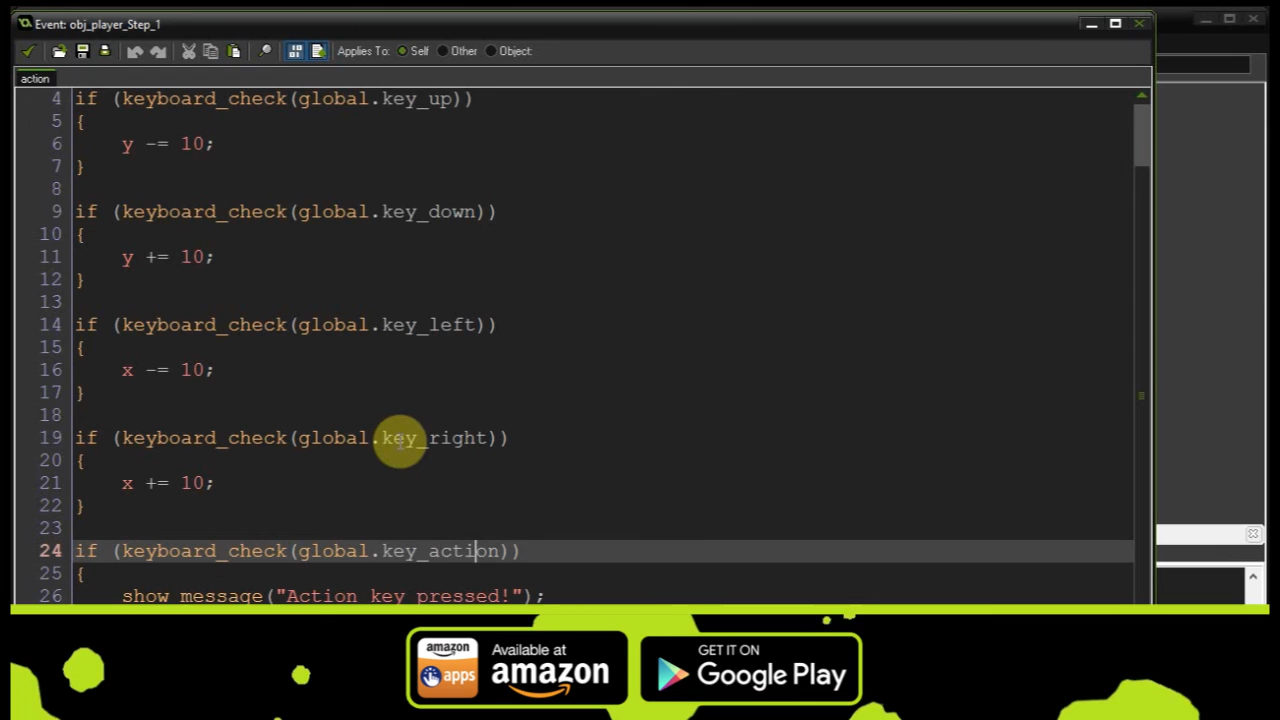 Event: obj_player_Step_1
Applies To: Self Other Object:
action
4 if (keyboard_check(global.key_up))
5 {
6 y -= 10;
7 }
8
9 if (keyboard_check(global.key_down))
10 {
11 y += 10;
12 }
13
14 if (keyboard_check(global.key_left))
15 {
16 x -= 10;
17 }
18
19 if (keyboard_check(global.key_right))
20 {
21 x += 10;
22 }
23
24 if (keyboard_check(global.key_action))
25 {
26 show_message("Action key pressed!");
amazon
apps
Available at
amazon
GET IT ON
Google Play